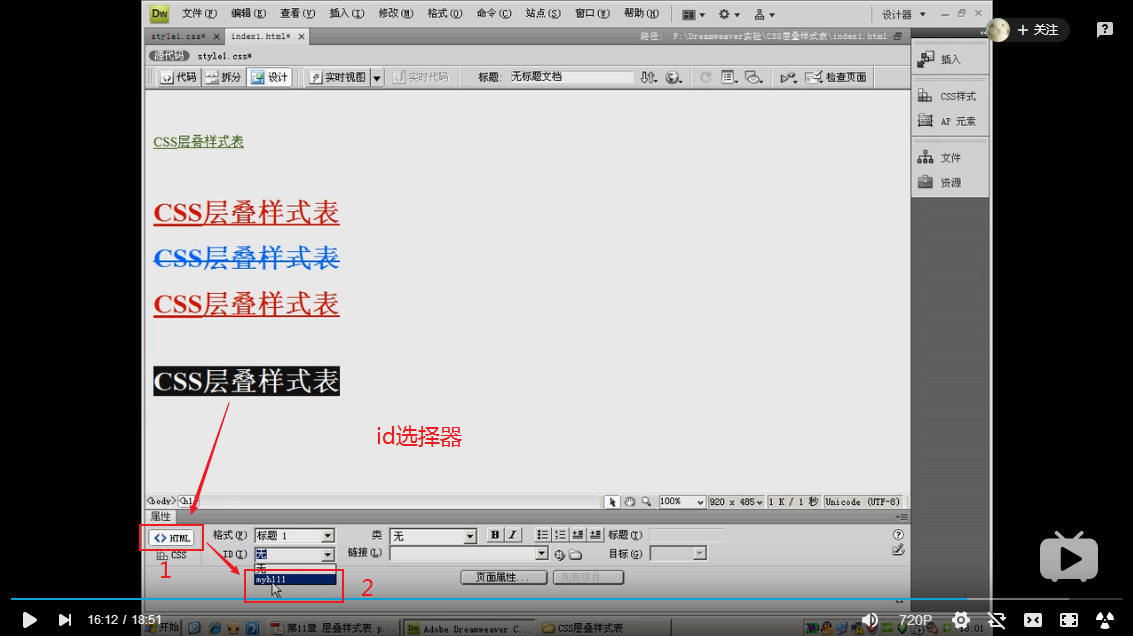 Dw 文件(F) 编辑(E) 查看(V) 插入(I) 修改(M) 格式(O) 命令(C) 站点(S) 窗口(W) 帮助(H) 设计器
style1.css* × index1.html* × 路径: F:\Dreamweaver实验\CSS层叠样式表\index1.html
源代码 style1.css*
代码 拆分 设计 实时视图 实时代码 标题: 无标题文档 检查页面
+ 关注
插入
CSS样式
AP 元素
文件
资源
CSS层叠样式表
CSS层叠样式表
CSS层叠样式表
CSS层叠样式表
CSS层叠样式表
id选择器
<body> <h1 100% 920 x 485 1 K / 1 秒 Unicode (UTF-8)
属性
<> HTML 格式(F) 标题 1 类 无 B I 标题(T)
CSS ID(I) 无 链接(L) 目标(G)
无
myh111
1
2
页面属性... 列表项目...
16:12 / 18:51 720P
开始 第11章 层叠样式表.p... Adobe Dreamweaver C... CSS层叠样式表